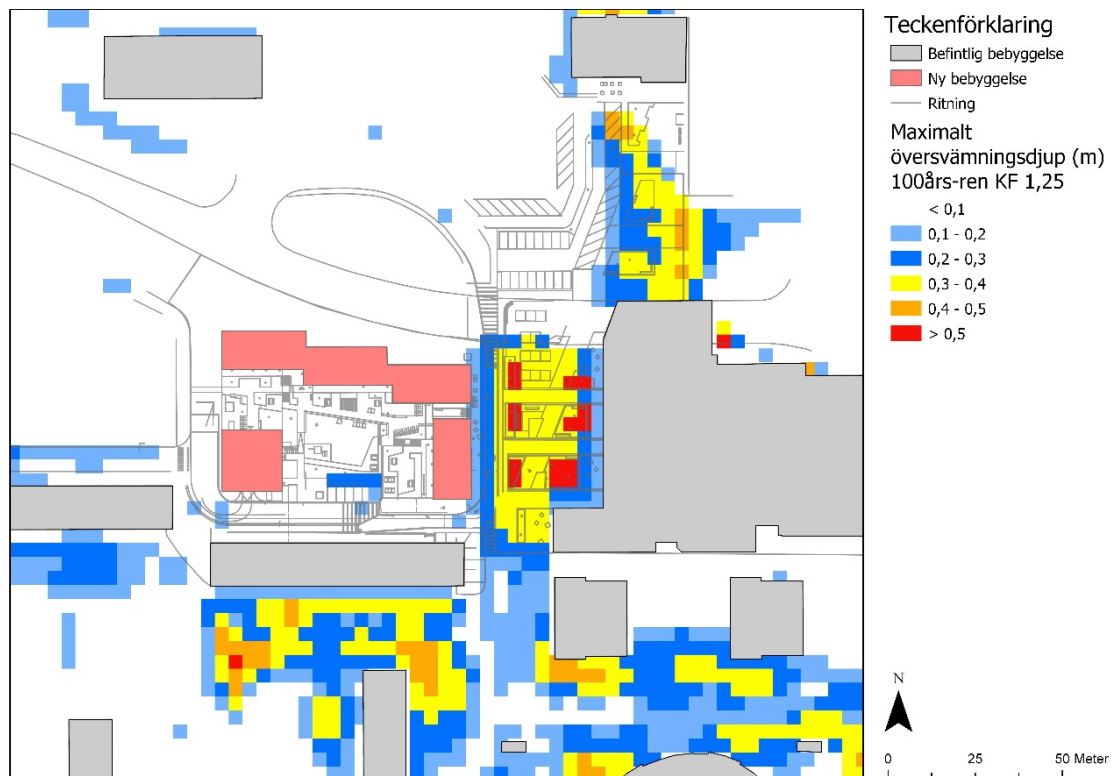 Teckenförklaring
Befintlig bebyggelse
Ny bebyggelse
Ritning
Maximalt
översvämningsdjup (m)
100års-ren KF 1,25
< 0,1
0,1 - 0,2
0,2 - 0,3
0,3 - 0,4
0,4 - 0,5
> 0,5
N
0 25 50 Meter